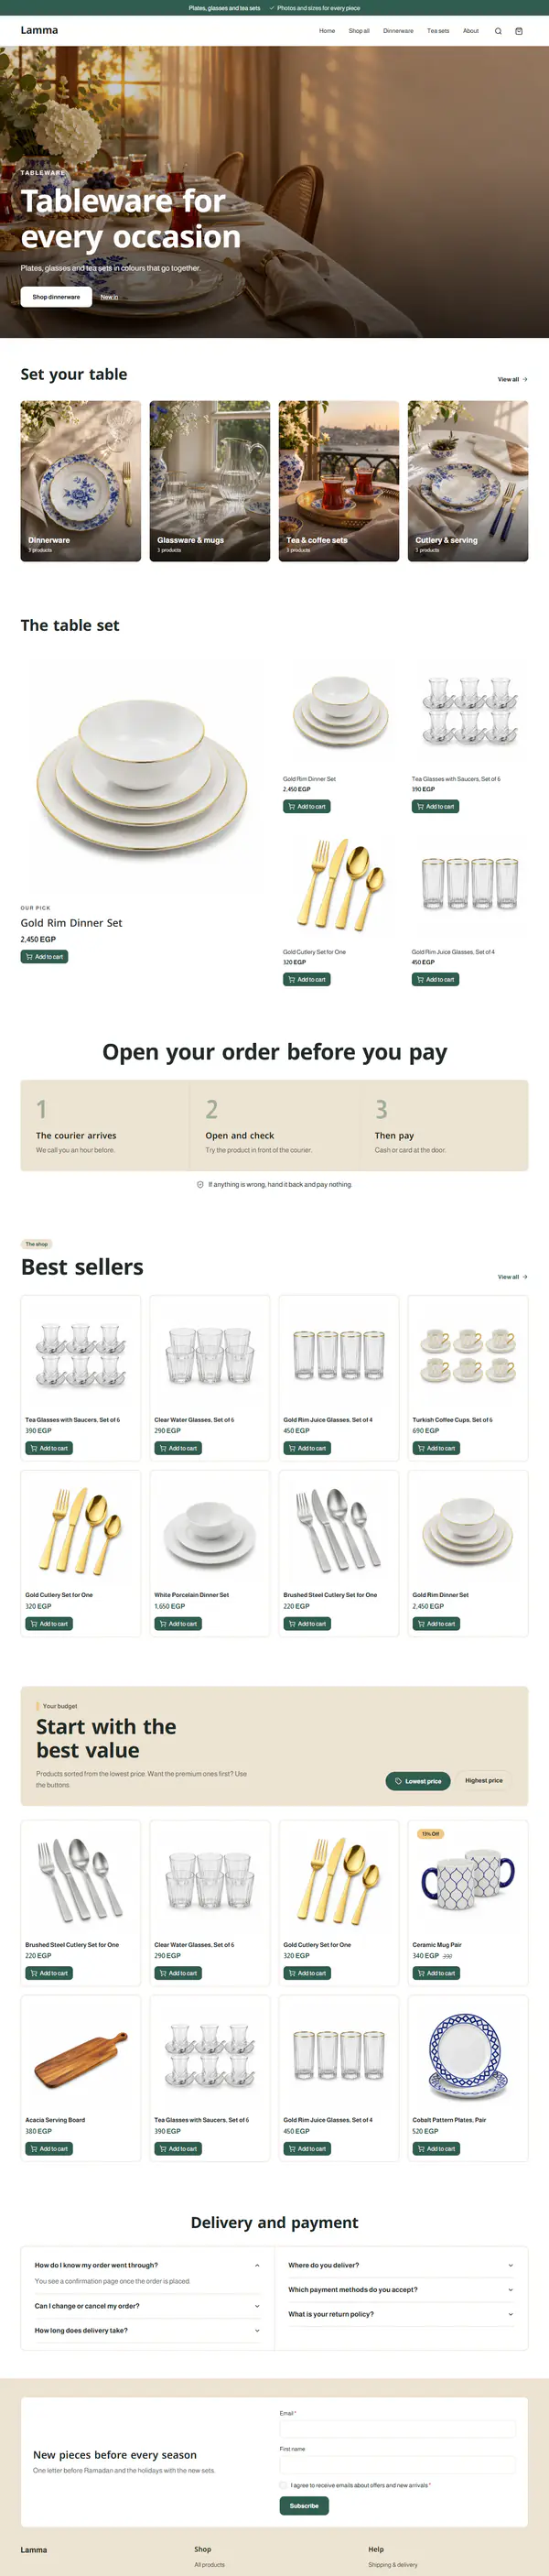 Plates, glasses and tea sets
Photos and sizes for every piece
Lamma
Home
Shop all
Dinnerware
Tea sets
About
TABLEWARE
Tableware for
every occasion
Plates, glasses and tea sets in colours that go together.
Shop dinnerware
New in
Set your table
View all
Dinnerware
3 products
Glassware & mugs
3 products
Tea & coffee sets
3 products
Cutlery & serving
3 products
The table set
OUR PICK
Gold Rim Dinner Set
2,450 EGP
Add to cart
Gold Rim Dinner Set
2,450 EGP
Add to cart
Tea Glasses with Saucers, Set of 6
390 EGP
Add to cart
Gold Cutlery Set for One
320 EGP
Add to cart
Gold Rim Juice Glasses, Set of 4
450 EGP
Add to cart
Open your order before you pay
1
The courier arrives
We call you an hour before.
2
Open and check
Try the product in front of the courier.
3
Then pay
Cash or card at the door.
If anything is wrong, hand it back and pay nothing.
The shop
Best sellers
View all
Tea Glasses with Saucers, Set of 6
390 EGP
Add to cart
Clear Water Glasses, Set of 6
290 EGP
Add to cart
Gold Rim Juice Glasses, Set of 4
450 EGP
Add to cart
Turkish Coffee Cups, Set of 6
690 EGP
Add to cart
Gold Cutlery Set for One
320 EGP
Add to cart
White Porcelain Dinner Set
1,650 EGP
Add to cart
Brushed Steel Cutlery Set for One
220 EGP
Add to cart
Gold Rim Dinner Set
2,450 EGP
Add to cart
Your budget
Start with the
best value
Products sorted from the lowest price. Want the premium ones first? Use
the buttons.
Lowest price
Highest price
Brushed Steel Cutlery Set for One
220 EGP
Add to cart
Clear Water Glasses, Set of 6
290 EGP
Add to cart
Gold Cutlery Set for One
320 EGP
Add to cart
13% Off
Ceramic Mug Pair
340 EGP 390
Add to cart
Acacia Serving Board
380 EGP
Add to cart
Tea Glasses with Saucers, Set of 6
390 EGP
Add to cart
Gold Rim Juice Glasses, Set of 4
450 EGP
Add to cart
Cobalt Pattern Plates, Pair
520 EGP
Add to cart
Delivery and payment
How do I know my order went through?
You see a confirmation page once the order is placed.
Can I change or cancel my order?
How long does delivery take?
Where do you deliver?
Which payment methods do you accept?
What is your return policy?
New pieces before every season
One letter before Ramadan and the holidays with the new sets.
Email *
First name
I agree to receive emails about offers and new arrivals *
Subscribe
Lamma
Shop
All products
Help
Shipping & delivery